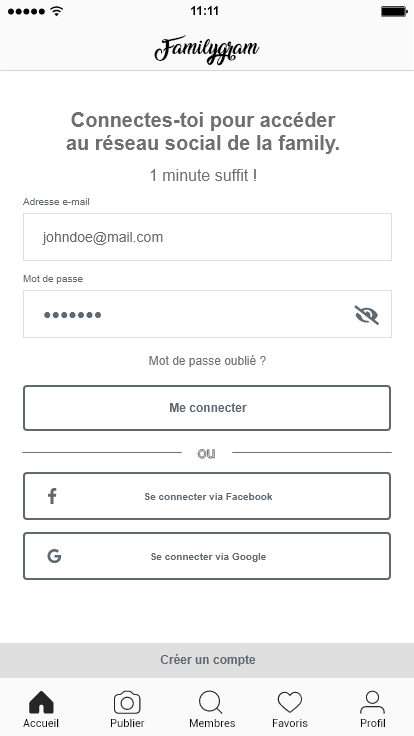 11:11
Familygram
Connectes-toi pour accéder
au réseau social de la family.
1 minute suffit !
Adresse e-mail
johndoe@mail.com
Mot de passe
●●●●●●●
Mot de passe oublié ?
Me connecter
ou
f
Se connecter via Facebook
G
Se connecter via Google
Créer un compte
Accueil Publier Membres Favoris Profil